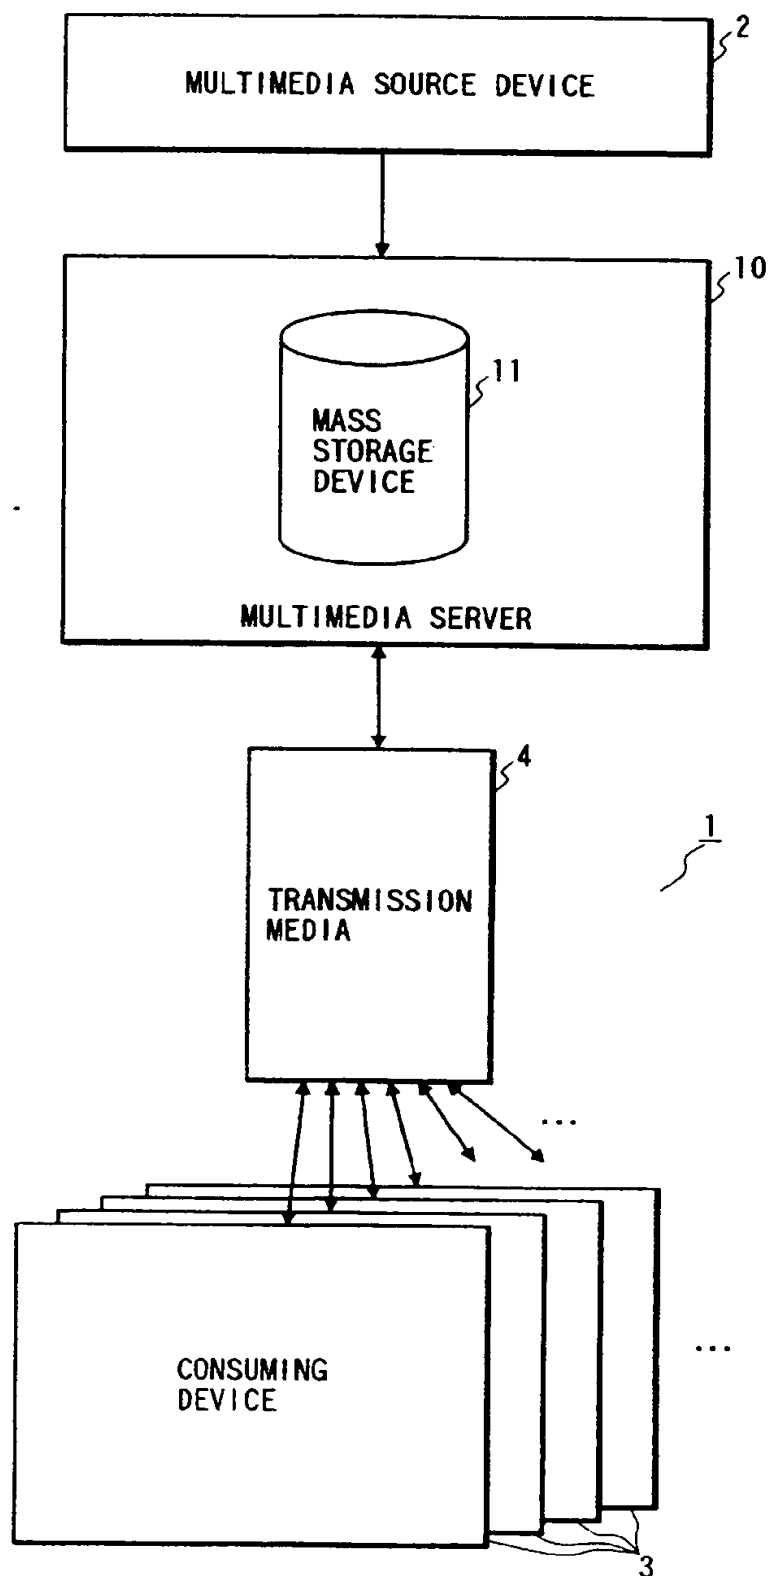 2
MULTIMEDIA SOURCE DEVICE
10
11
MASS
STORAGE
DEVICE
MULTIMEDIA SERVER
4
1
TRANSMISSION
MEDIA
...
CONSUMING
DEVICE
...
3